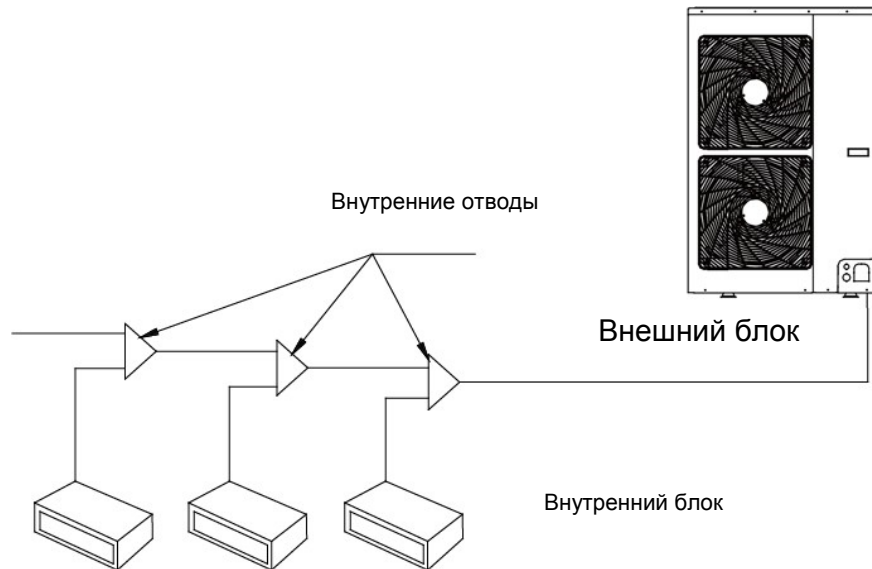 Внутренние отводы
Внешний блок
Внутренний блок